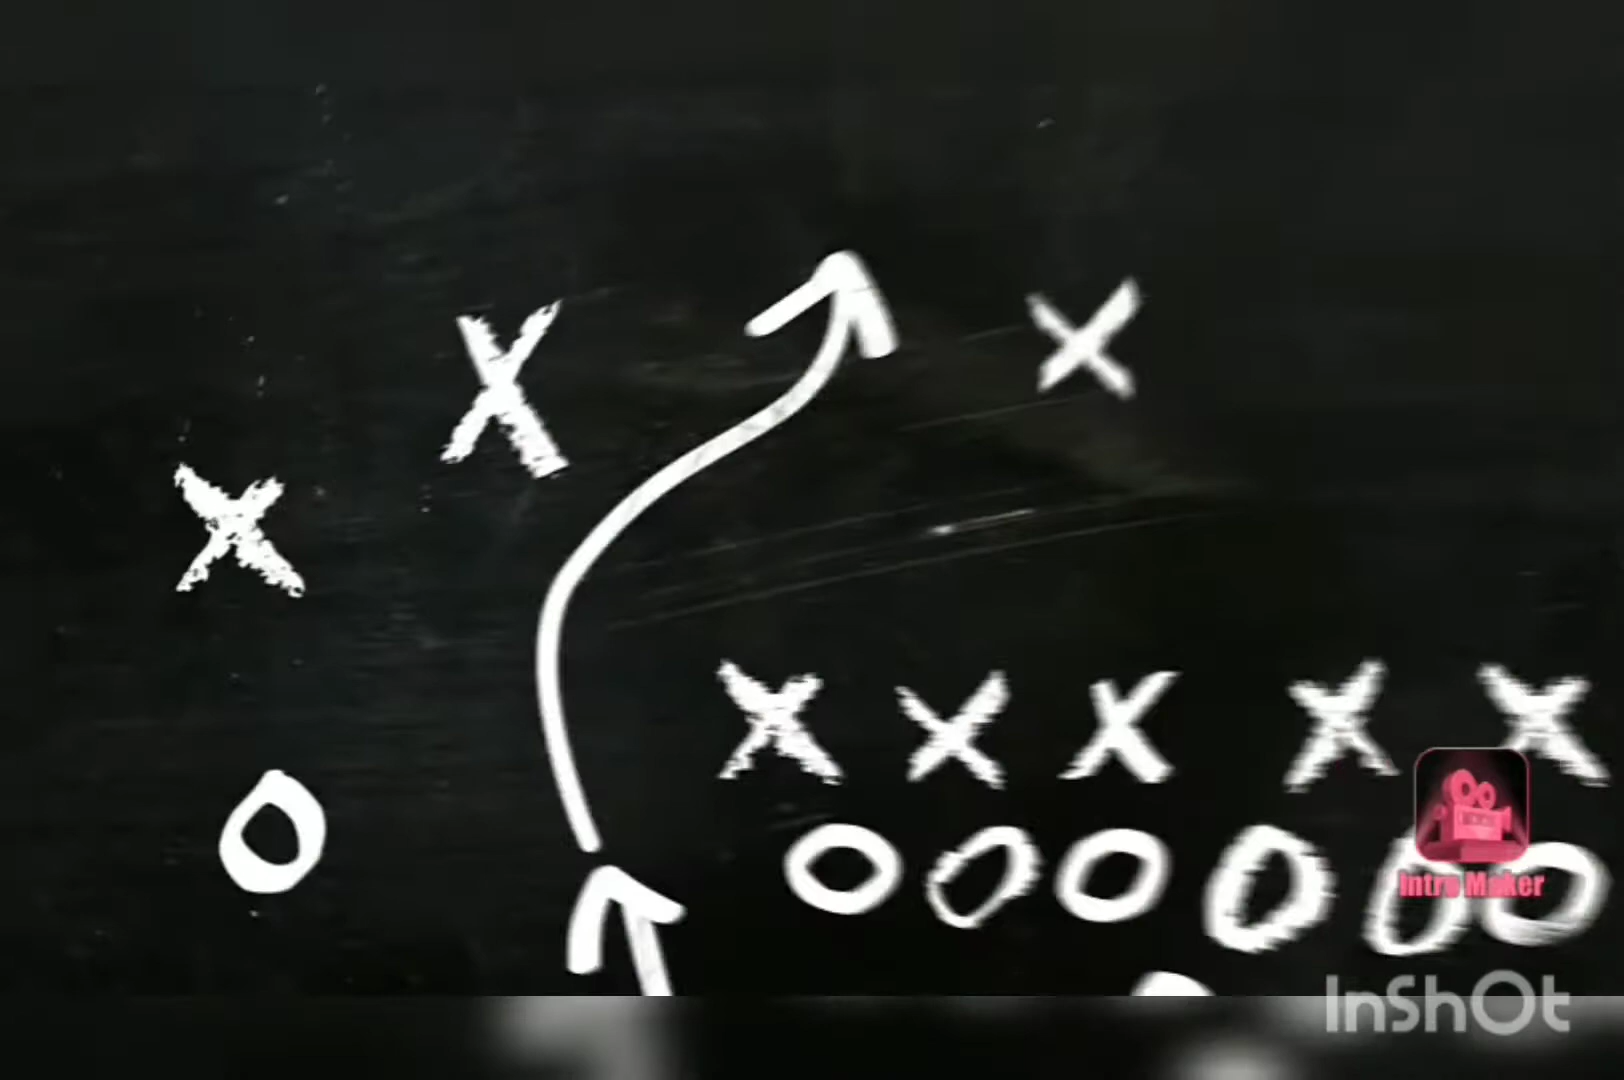 X
X
X
X X X X X
O
O O O O O O
Intro Maker
InShOt